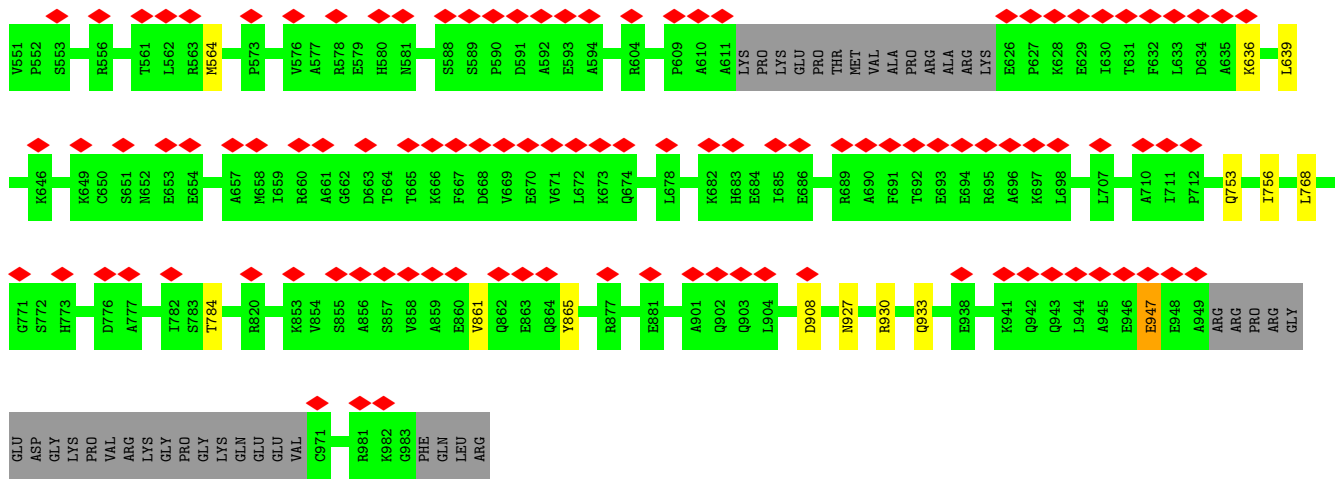 V551 P552 S553 R556 T561 L562 R563 M564 P573 V576 A577 R578 E579 H580 N581 S588 S589 P590 D591 A592 E593 A594 R604 P609 A610 A611 LYS PRO LYS GLU PRO THR MET VAL ALA PRO ARG ALA ARG LYS E626 P627 K628 E629 I630 T631 F632 L633 D634 A635 K636 L639
K646 K649 C650 S651 N652 E653 E654 A657 M658 I659 R660 A661 G662 D663 T664 T665 K666 F667 D668 V669 E670 V671 L672 K673 Q674 L678 K682 H683 E684 I685 E686 R689 A690 F691 T692 E693 E694 R695 A696 K697 L698 L707 A710 I711 P712 Q753 I756 L768
G771 S772 H773 D776 A777 I782 S783 T784 R820 K853 V854 S855 A856 S857 V858 A859 E860 V861 Q862 E863 Q864 Y865 R877 E881 A901 Q902 Q903 L904 D908 N927 R930 Q933 E938 K941 Q942 Q943 L944 A945 E946 E947 E948 A949 ARG ARG PRO ARG GLY
GLU ASP GLY LYS PRO VAL ARG LYS GLY PRO GLY LYS GLN GLU GLU VAL C971 R981 K982 G983 PHE GLN LEU ARG